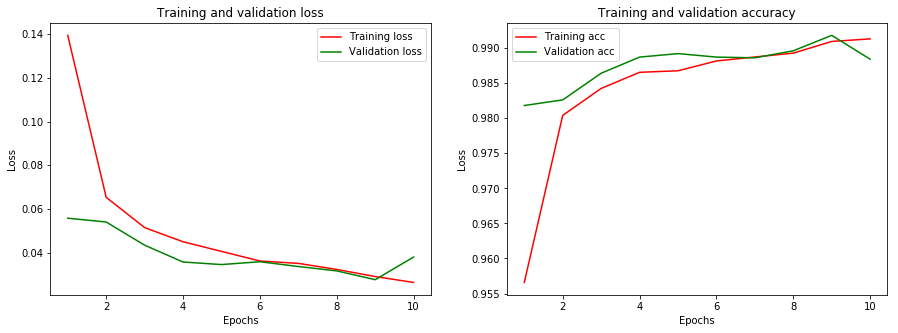 Training and validation loss
Training loss
Validation loss
0.14
0.12
0.10
0.08
0.06
0.04
Loss
2
4
6
8
10
Epochs
Training and validation accuracy
Training acc
Validation acc
0.990
0.985
0.980
0.975
0.970
0.965
0.960
0.955
Loss
2
4
6
8
10
Epochs